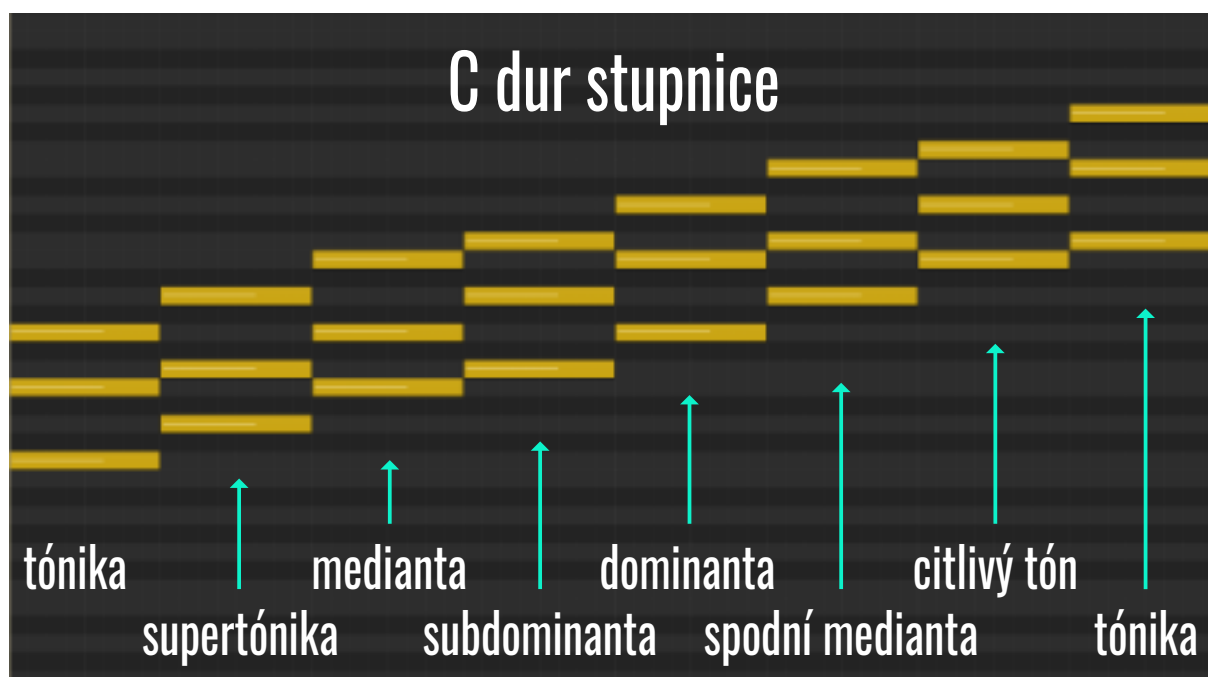 C dur stupnice
tónika medianta dominanta citlivý tón
supertónika subdominanta spodní medianta tónika